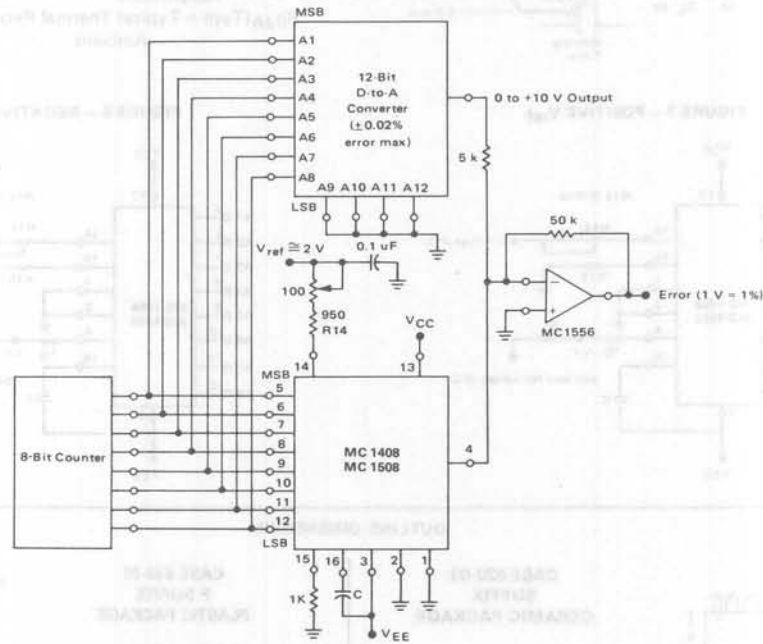 MSB
A1
A2
A3
A4
A5
A6
A7
A8
12-Bit
D-to-A
Converter
(±0.02%
error max)
A9 A10 A11 A12
LSB
0 to +10 V Output
5 k
50 k
Vref ≅ 2 V
0.1 uF
100
950
R14
VCC
MC1556
Error (1 V = 1%)
14
13
MSB
5
6
7
8
9
10
11
12
LSB
8-Bit Counter
MC 1408
MC 1508
4
15
16
3
2
1
1K
C
VEE